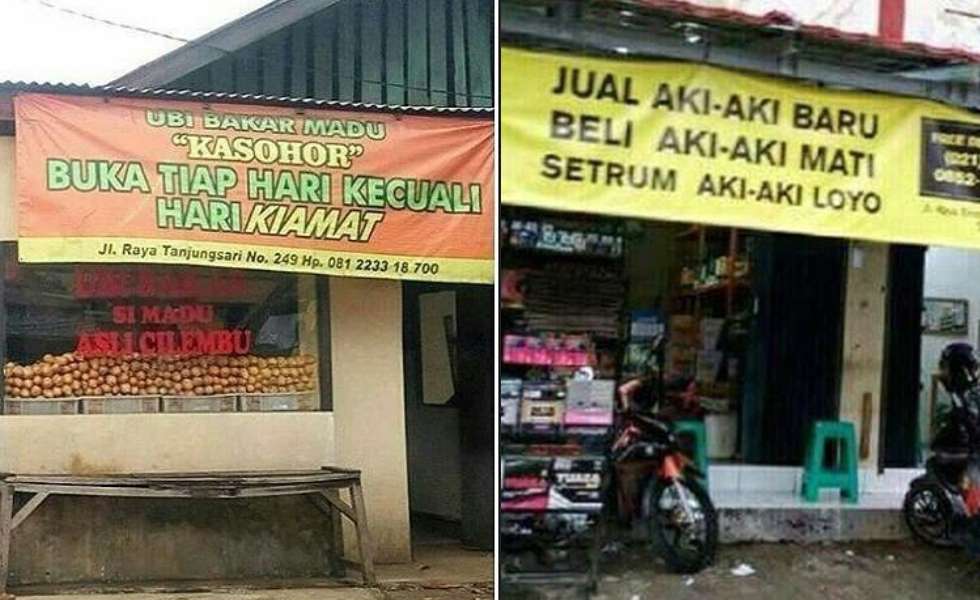 UBI BAKAR MADU
"KASOHOR"
BUKA TIAP HARI KECUALI
HARI KIAMAT
Jl. Raya Tanjungsari No. 249 Hp. 081 2233 18 700
SI MADU
ASLI CILEMBU
JUAL AKI-AKI BARU
BELI AKI-AKI MATI
SETRUM AKI-AKI LOYO